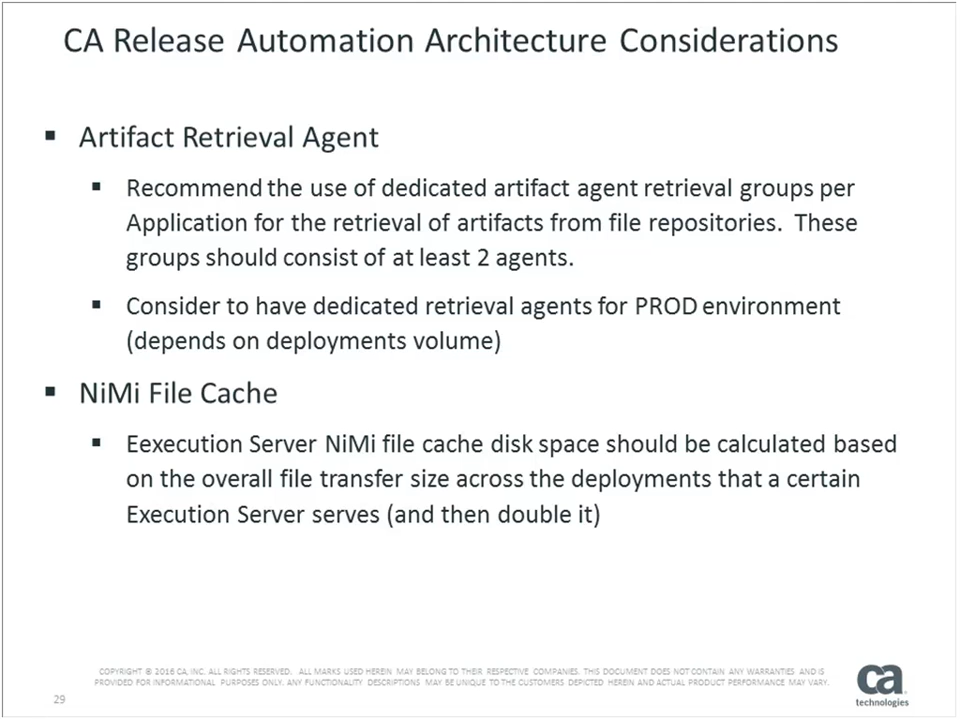 CA Release Automation Architecture Considerations
▪ Artifact Retrieval Agent
▪ Recommend the use of dedicated artifact agent retrieval groups per
Application for the retrieval of artifacts from file repositories. These
groups should consist of at least 2 agents.
▪ Consider to have dedicated retrieval agents for PROD environment
(depends on deployments volume)
▪ NiMi File Cache
▪ Eexecution Server NiMi file cache disk space should be calculated based
on the overall file transfer size across the deployments that a certain
Execution Server serves (and then double it)
COPYRIGHT © 2016 CA, INC. ALL RIGHTS RESERVED. ALL MARKS USED HEREIN MAY BELONG TO THEIR RESPECTIVE COMPANIES. THIS DOCUMENT DOES NOT CONTAIN ANY WARRANTIES AND IS
PROVIDED FOR INFORMATIONAL PURPOSES ONLY. ANY FUNCTIONALITY DESCRIPTIONS MAY BE UNIQUE TO THE CUSTOMERS DEPICTED HEREIN AND ACTUAL PRODUCT PERFORMANCE MAY VARY.
29
ca
technologies